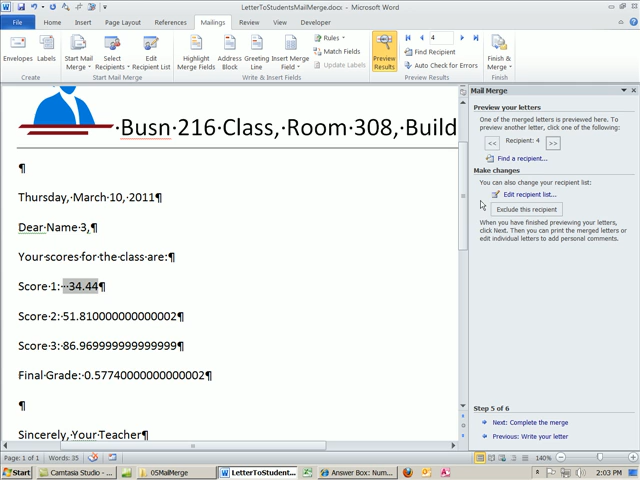 LetterToStudentsMailMerge.docx - Microsoft Word
File Home Insert Page Layout References Mailings Review View Developer
Envelopes Labels
Create
Start Mail Merge
Select Recipients
Edit Recipient List
Start Mail Merge
Highlight Merge Fields
Address Block
Greeting Line
Insert Merge Field
Rules
Match Fields
Update Labels
Write & Insert Fields
Preview Results
4
Find Recipient
Auto Check for Errors
Preview Results
Finish & Merge
Finish
·Busn·216·Class,·Room·308,·Build
¶
Thursday,·March·10,·2011¶
Dear·Name·3,¶
Your·scores·for·the·class·are:¶
Score·1:··34.44¶
Score·2:·51.810000000000002¶
Score·3:·86.969999999999999¶
Final·Grade:·0.57740000000000002¶
¶
Sincerely,·Your·Teacher¶
Mail Merge
Preview your letters
One of the merged letters is previewed here. To
preview another letter, click one of the following:
<< Recipient: 4 >>
Find a recipient...
Make changes
You can also change your recipient list:
Edit recipient list...
Exclude this recipient
When you have finished previewing your letters,
click Next. Then you can print the merged letters or
edit individual letters to add personal comments.
Step 5 of 6
Next: Complete the merge
Previous: Write your letter
Page: 1 of 1 Words: 35 140%
Start Camtasia Studio - ... 05MailMerge LetterToStudent... Answer Box: Num... 2:03 PM